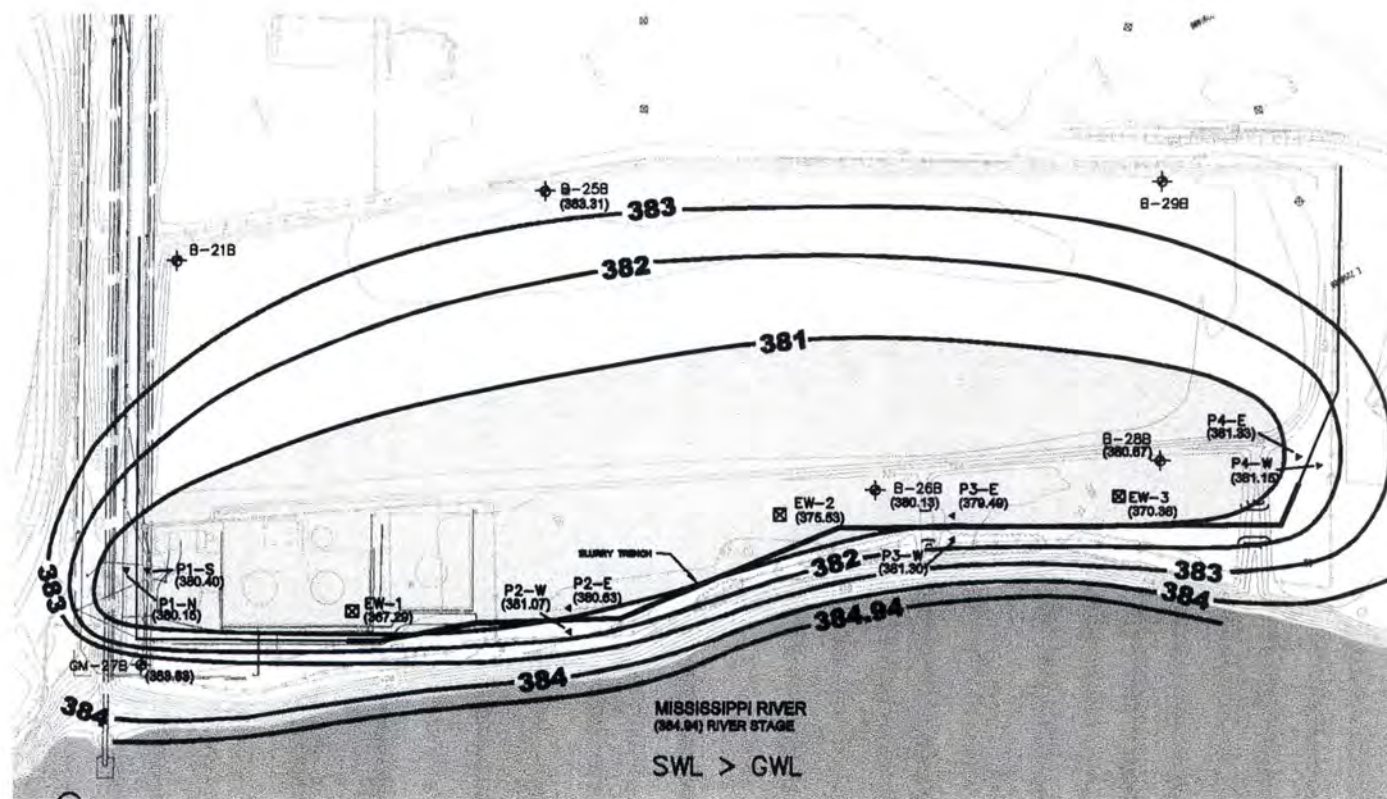 B-25B
(383.31)
383
B-29B
B-21B
382
381
P4-E
(381.33)
B-28B
(380.67)
P4-W
(381.15)
B-26B
(380.13)
P3-E
(379.49)
EW-2
(375.53)
EW-3
(370.36)
SLURRY TRENCH
P3-W
(381.30)
382
383
384
P1-S
(380.40)
P1-N
(380.15)
383
EW-1
(367.29)
P2-W
(381.07)
P2-E
(380.63)
384.94
GM-27B
(383.53)
384
384
MISSISSIPPI RIVER
(384.94) RIVER STAGE
SWL > GWL